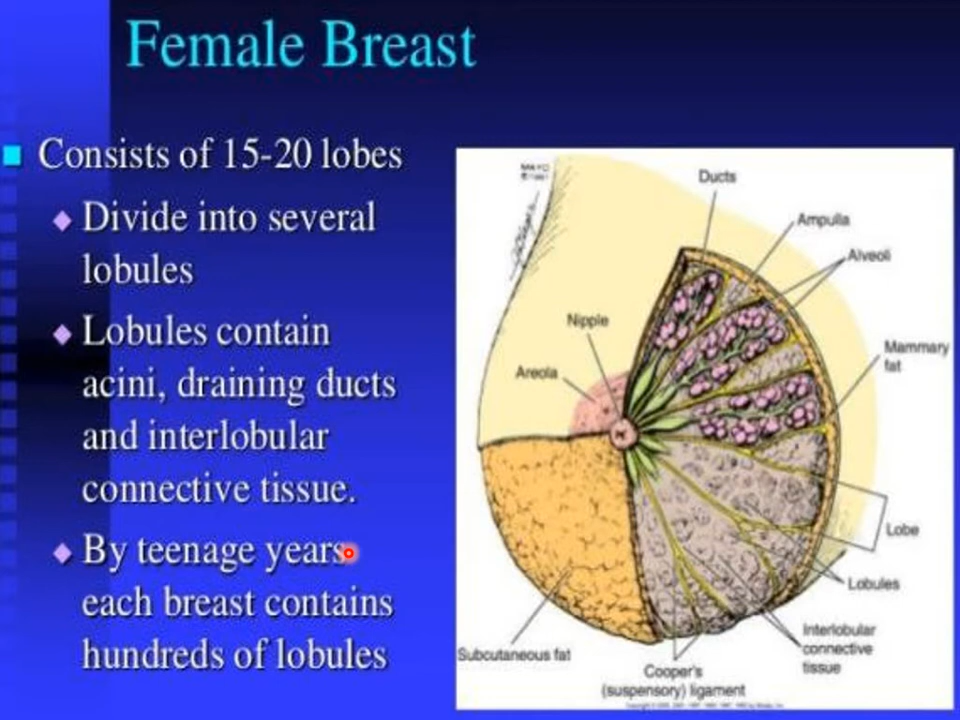 Female Breast
Consists of 15-20 lobes
Divide into several
lobules
Lobules contain
acini, draining ducts
and interlobular
connective tissue.
By teenage years
each breast contains
hundreds of lobules
Ducts
Ampulla
Alveoli
Nipple
Mammary
fat
Areola
Lobe
Lobules
Interlobular
connective
tissue
Subcutaneous fat
Cooper's
(suspensory) ligament